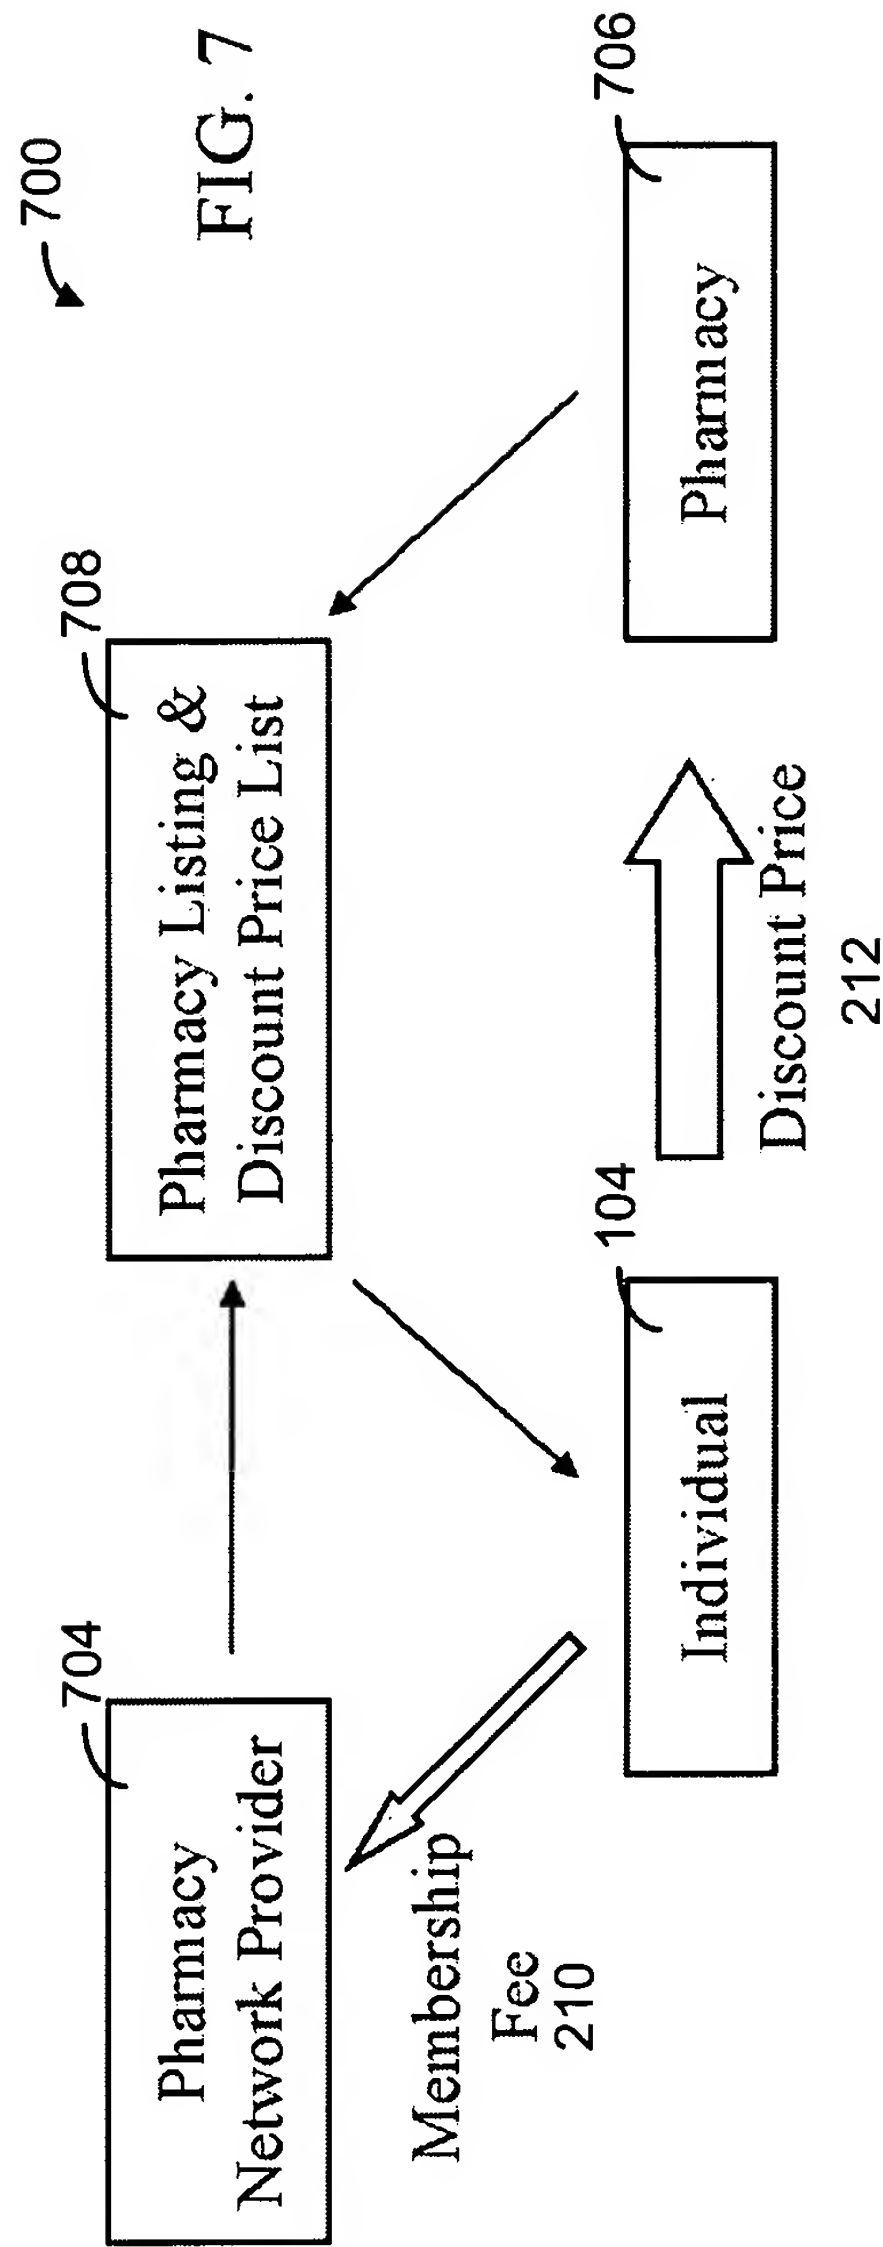 700
FIG. 7
704
Pharmacy
Network Provider
708
Pharmacy Listing &
Discount Price List
Membership
Fee
210
104
Individual
Discount Price
212
706
Pharmacy